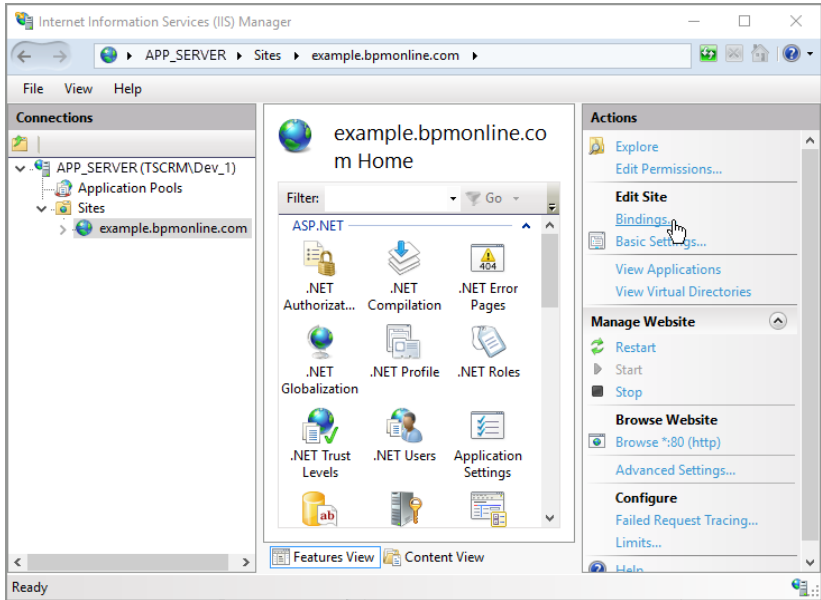 Internet Information Services (IIS) Manager
APP_SERVER Sites example.bpmonline.com
File View Help
Connections
APP_SERVER (TSCRM\Dev_1)
Application Pools
Sites
example.bpmonline.com
example.bpmonline.co
m Home
Filter: Go
ASP.NET
.NET
Authorizat...
.NET
Compilation
.NET Error
Pages
.NET
Globalization
.NET Profile
.NET Roles
.NET Trust
Levels
.NET Users
Application
Settings
Features View Content View
Actions
Explore
Edit Permissions...
Edit Site
Bindings...
Basic Settings...
View Applications
View Virtual Directories
Manage Website
Restart
Start
Stop
Browse Website
Browse *:80 (http)
Advanced Settings...
Configure
Failed Request Tracing...
Limits...
Help
Ready